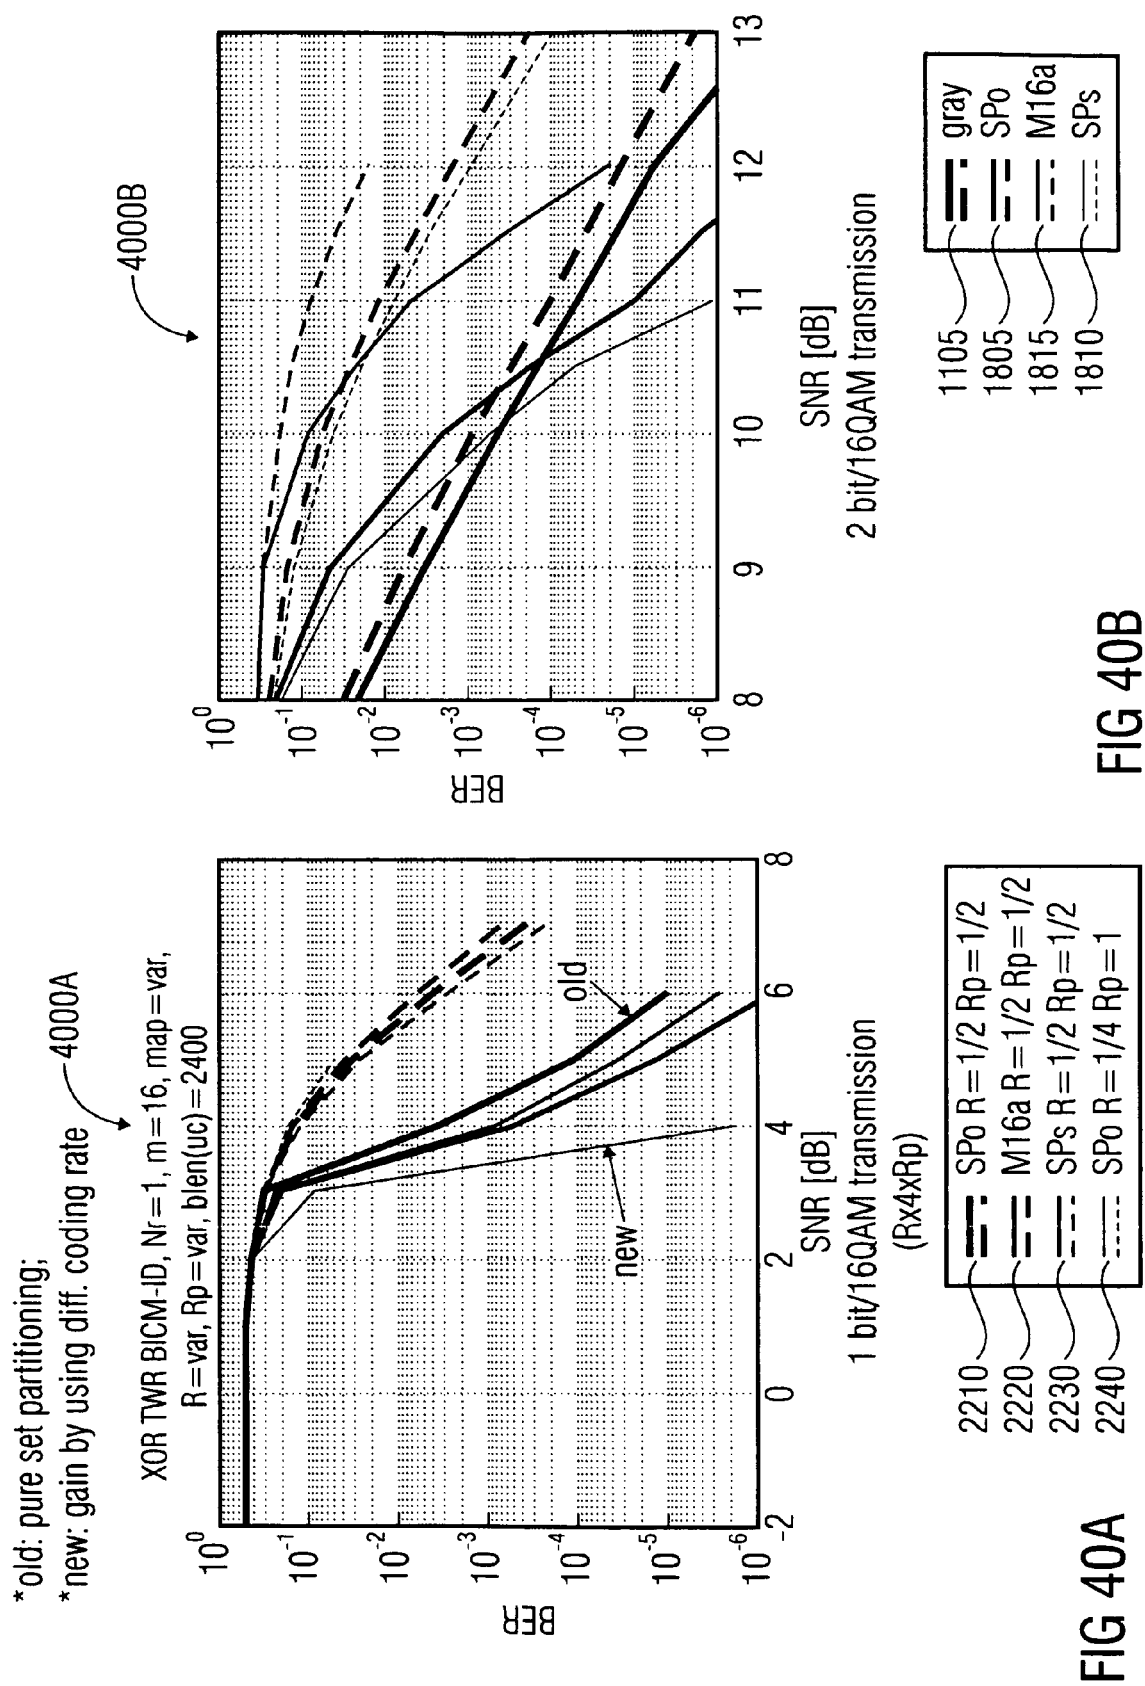 *old: pure set partitioning;
*new: gain by using diff. coding rate
4000A
XOR TWR BICM-ID, Nr=1, m=16, map=var,
R=var, Rp=var, blen(uc)=2400
10^0
10^-1
10^-2
10^-3
10^-4
10^-5
10^-6
BER
old
new
-2 0 2 4 6 8
SNR [dB]
1 bit/16QAM transmission
(Rx4xRp)
2210 SPo R=1/2 Rp=1/2
2220 M16a R=1/2 Rp=1/2
2230 SPs R=1/2 Rp=1/2
2240 SPo R=1/4 Rp=1
FIG 40A
4000B
10^0
10^-1
10^-2
10^-3
10^-4
10^-5
10^-6
BER
8 9 10 11 12 13
SNR [dB]
2 bit/16QAM transmission
1105 gray
1805 SPo
1815 M16a
1810 SPs
FIG 40B